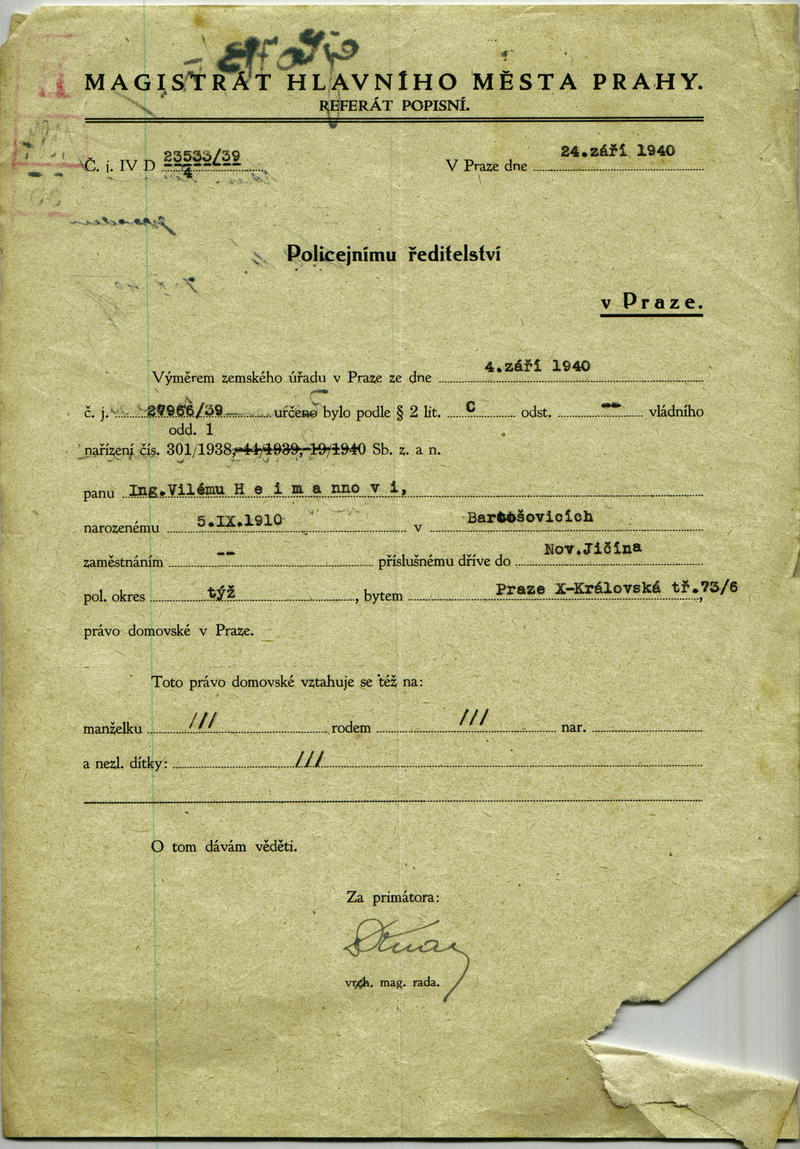 MAGISTRÁT HLAVNÍHO MĚSTA PRAHY.
REFERÁT POPISNÍ.
Č. j. IV D 23533/39
4
V Praze dne 24.září 1940
Policejnímu ředitelství
v Praze.
Výměrem zemského úřadu v Praze ze dne 4.září 1940
č. j. 27966/39 určeno bylo podle § 2 lit. C odst. -- vládního
odd. 1
nařízení čís. 301/1938, 44/1939, 19/1940 Sb. z. a n.
panu Ing.Vilému H e i m a nno v i,
narozenému 5.IX.1910 v Bartošovicích
zaměstnáním -- příslušnému dříve do Nov.Jičína
pol. okres týž, bytem Praze X-Královská tř.73/6,
právo domovské v Praze.
Toto právo domovské vztahuje se též na:
manželku /// rodem /// nar.
a nezl. dítky: ///
O tom dávám věděti.
Za primátora:
vrch. mag. rada.